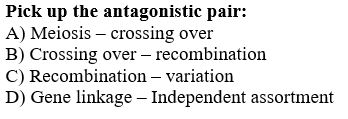 Pick up the antagonistic pair:
A) Meiosis – crossing over
B) Crossing over – recombination
C) Recombination – variation
D) Gene linkage – Independent assortment